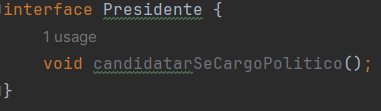 interface Presidente {
1 usage
void candidatarSeCargoPolitico();
}